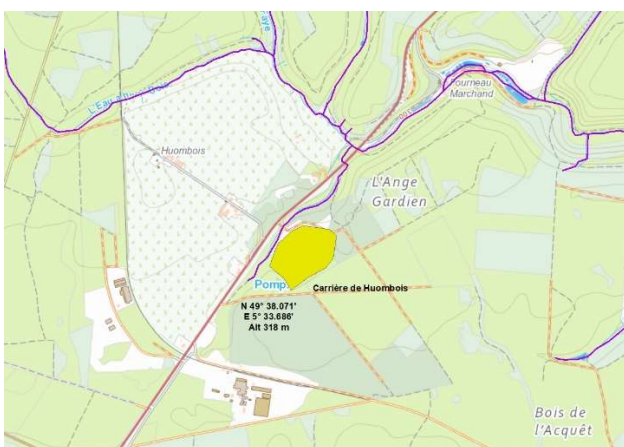 Huombois
Fourneau
Marchand
L'Ange
Gardien
Pomp
Carrière de Huombois
N 49° 38.071'
E 5° 33.686'
Alt 318 m
Bois de
l'Acquêt